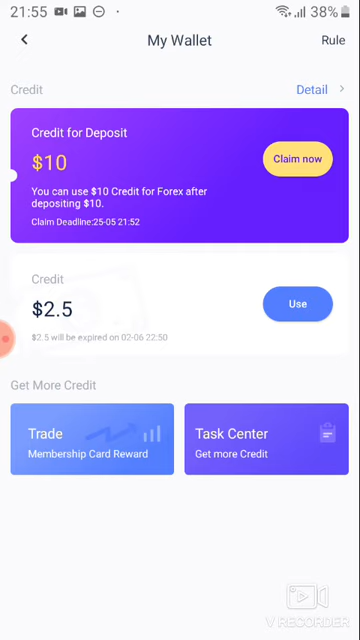 21:55 38%
My Wallet Rule
Credit Detail
Credit for Deposit
$10
Claim now
You can use $10 Credit for Forex after
depositing $10.
Claim Deadline:25-05 21:52
Credit
$2.5
Use
$2.5 will be expired on 02-06 22:50
Get More Credit
Trade
Membership Card Reward
Task Center
Get more Credit
V RECORDER